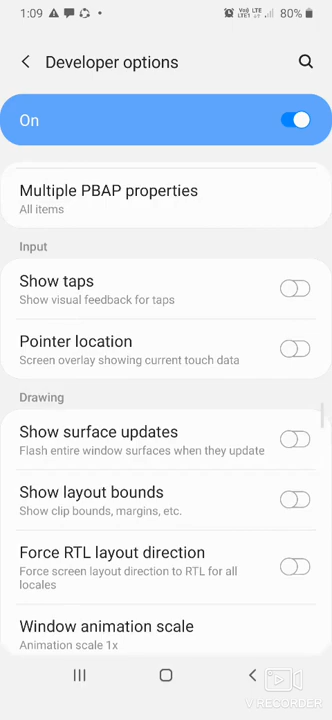 1:09
VoB LTE
LTE1
80%
Developer options
On
Multiple PBAP properties
All items
Input
Show taps
Show visual feedback for taps
Pointer location
Screen overlay showing current touch data
Drawing
Show surface updates
Flash entire window surfaces when they update
Show layout bounds
Show clip bounds, margins, etc.
Force RTL layout direction
Force screen layout direction to RTL for all
locales
Window animation scale
Animation scale 1x
V RECORDER